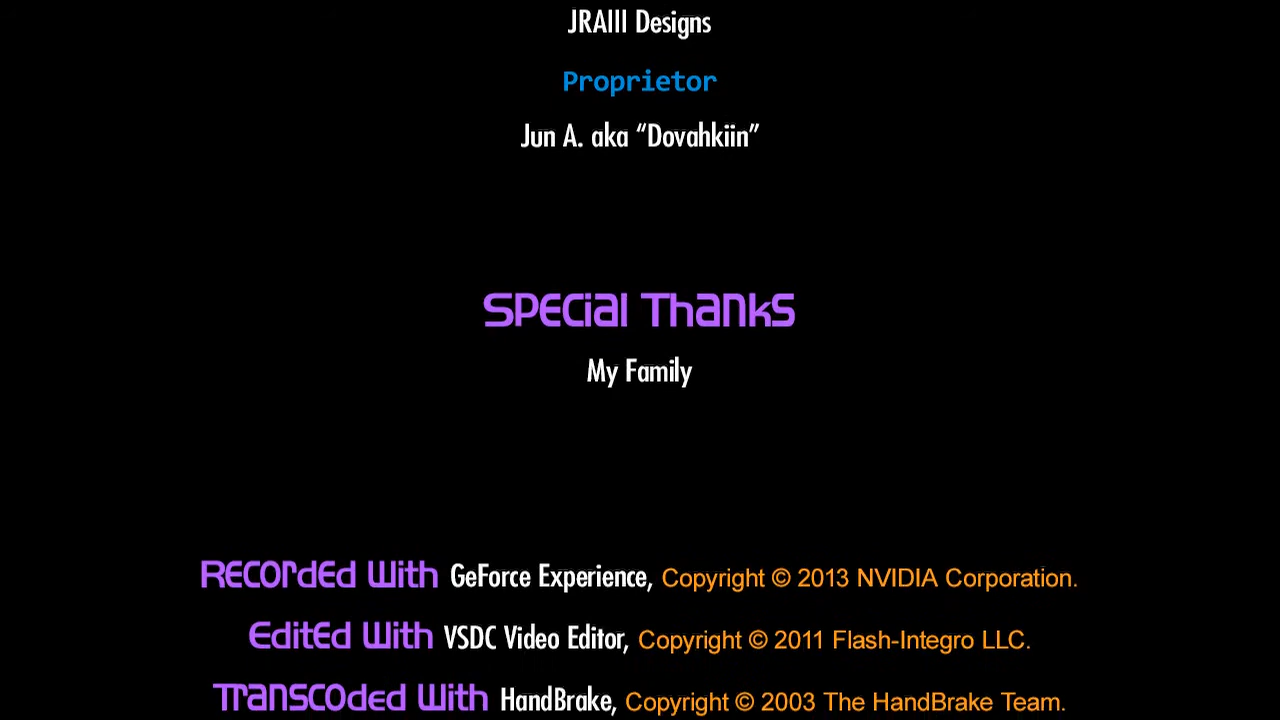 JRAIII Designs
Proprietor
Jun A. aka “Dovahkiin”
Special Thanks
My Family
Recorded With GeForce Experience, Copyright © 2013 NVIDIA Corporation.
Edited With VSDC Video Editor, Copyright © 2011 Flash-Integro LLC.
Transcoded With HandBrake, Copyright © 2003 The HandBrake Team.